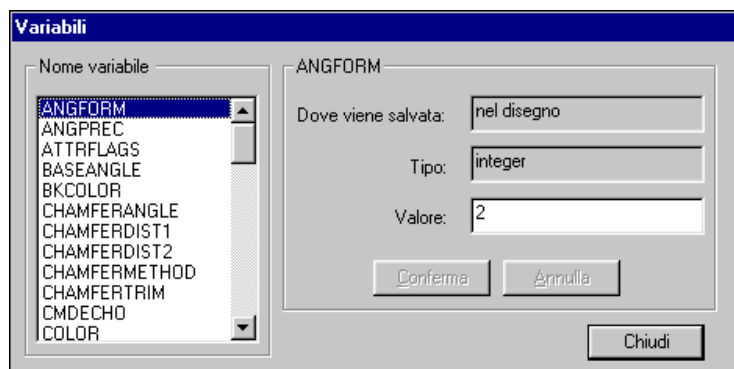 Variabili
Nome variabile
ANGFORM
ANGPREC
ATTRFLAGS
BASEANGLE
BKCOLOR
CHAMFERANGLE
CHAMFERDIST1
CHAMFERDIST2
CHAMFERMETHOD
CHAMFERTRIM
CMDECHO
COLOR
ANGFORM
Dove viene salvata: nel disegno
Tipo: integer
Valore: 2
Conferma Annulla
Chiudi